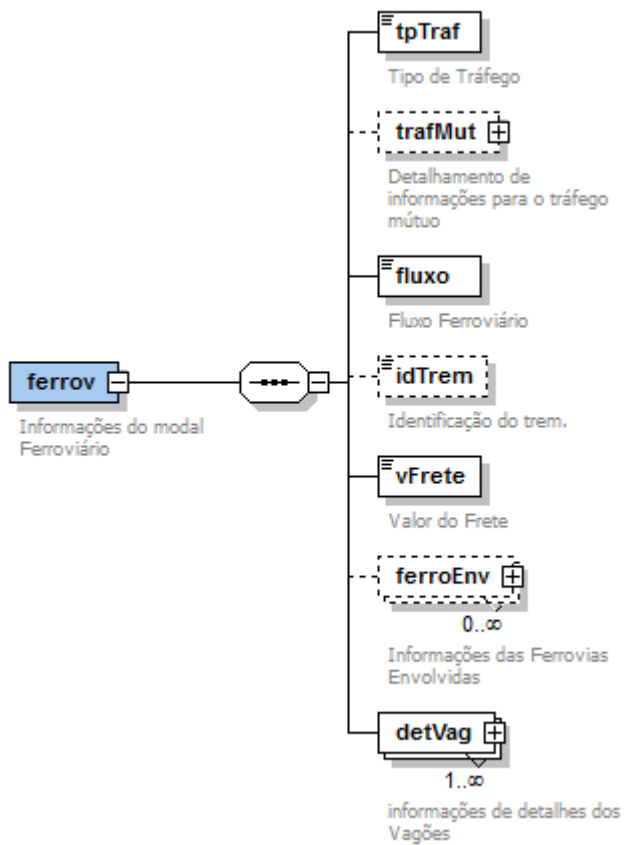 tpTraf
Tipo de Tráfego
trafMut
Detalhamento de
informações para o tráfego
mútuo
fluxo
Fluxo Ferroviário
ferrov
Informações do modal
Ferroviário
idTrem
Identificação do trem.
vFrete
Valor do Frete
ferroEnv
0..∞
Informações das Ferrovias
Envolvidas
detVag
1..∞
informações de detalhes dos
Vagões